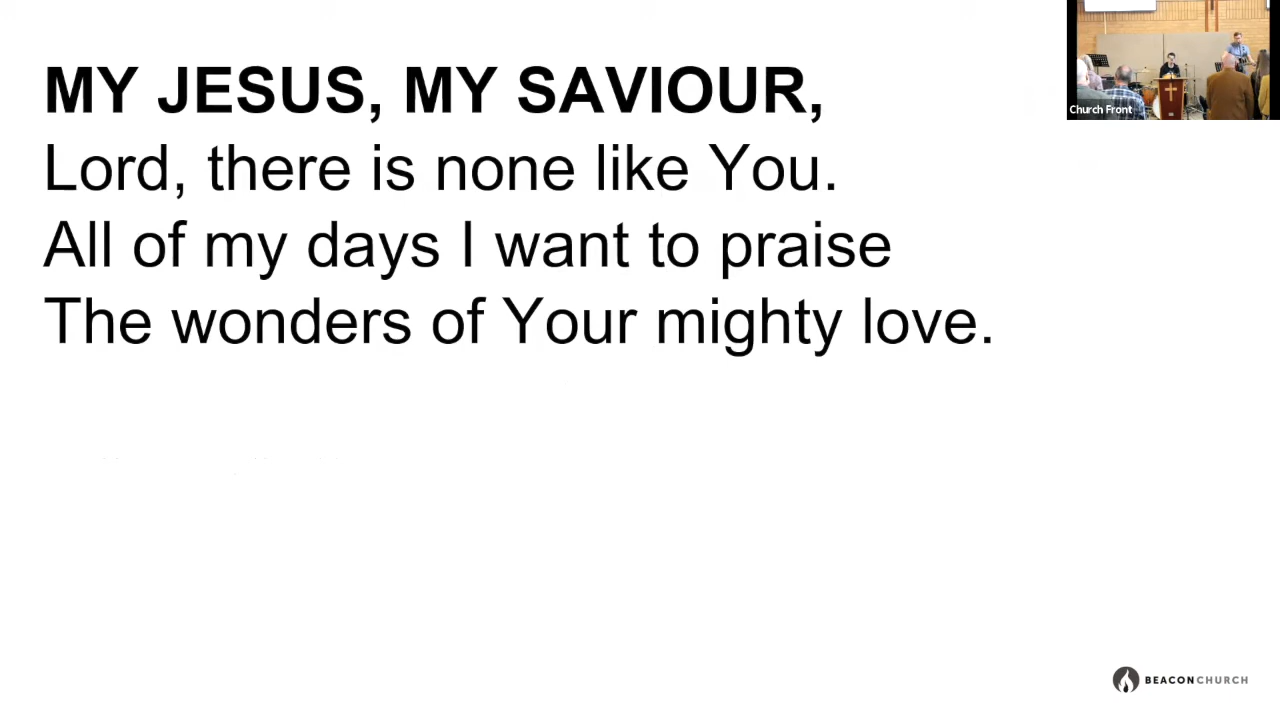 MY JESUS, MY SAVIOUR,
Lord, there is none like You.
All of my days I want to praise
The wonders of Your mighty love.
Church Front
BEACONCHURCH